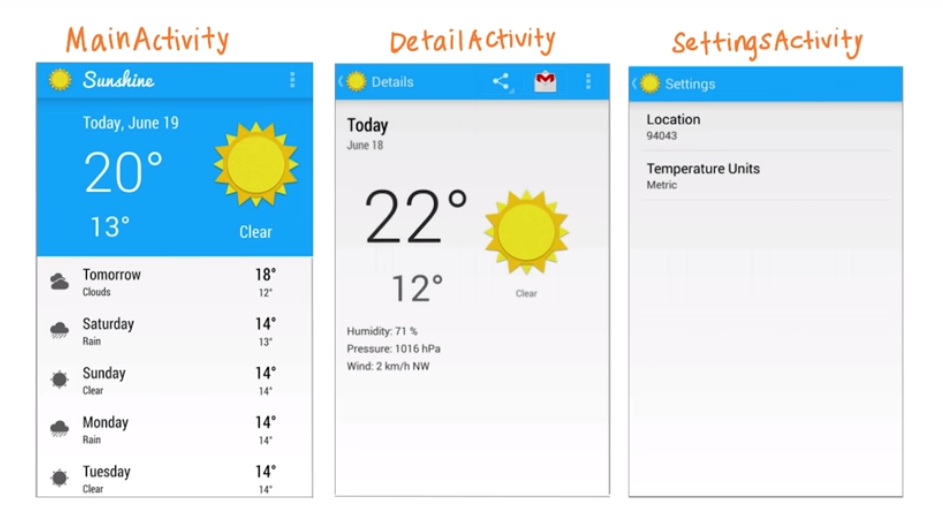 MainActivity
Sunshine
Today, June 19
20°
13°
Clear
Tomorrow 18°
Clouds 12°
Saturday 14°
Rain 13°
Sunday 14°
Clear 14°
Monday 14°
Rain 14°
Tuesday 14°
Clear 14°
DetailActivity
Details
Today
June 18
22°
12°
Clear
Humidity: 71 %
Pressure: 1016 hPa
Wind: 2 km/h NW
SettingsActivity
Settings
Location
94043
Temperature Units
Metric